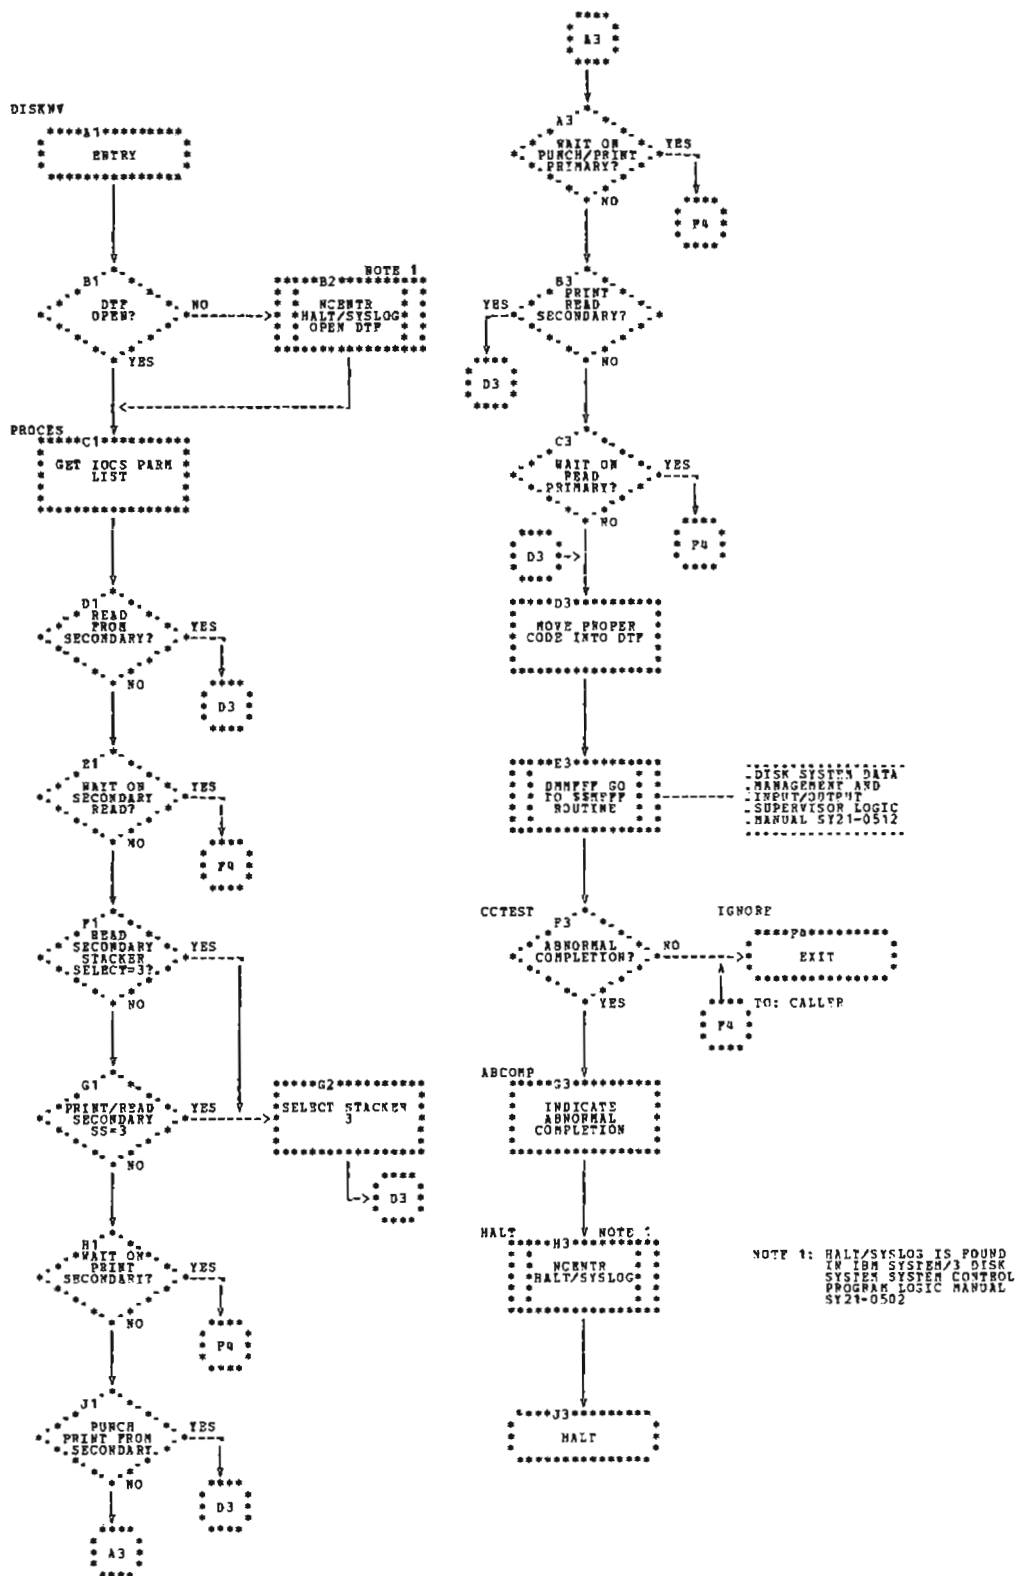 DISKNV
A1
ENTRY
B1
DTF
OPEN?
NO
YES
NOTE 1
B2
NCENTR
HALT/SYSLOG
OPEN DTF
PROCES
C1
GET IOCS PARM
LIST
D1
READ
FROM
SECONDARY?
YES
NO
D3
E1
WAIT ON
SECONDARY
READ?
YES
NO
F4
F1
READ
SECONDARY
STACKER
SELECT=3?
YES
NO
G1
PRINT/READ
SECONDARY
SS=3
YES
NO
G2
SELECT STACKER
3
D3
H1
WAIT ON
PRINT
SECONDARY?
YES
NO
F4
J1
PUNCH
PRINT FROM
SECONDARY
YES
NO
D3
A3
A3
A3
WAIT ON
PUNCH/PRINT
PRIMARY?
YES
NO
F4
B3
PRINT
READ
SECONDARY?
YES
NO
D3
C3
WAIT ON
READ
PRIMARY?
YES
NO
F4
D3
D3
MOVE PROPER
CODE INTO DTF
E3
DMMFFF GO
TO $$MFFF
ROUTINE
DISK SYSTEM DATA
MANAGEMENT AND
INPUT/OUTPUT
SUPERVISOR LOGIC
MANUAL SY21-0512
CCTEST
F3
ABNORMAL
COMPLETION?
NO
YES
IGNORE
F4
EXIT
TO: CALLER
F4
ABCOMP
G3
INDICATE
ABNORMAL
COMPLETION
HALT
NOTE 1
H3
NCENTR
HALT/SYSLOG
J3
HALT
NOTE 1: HALT/SYSLOG IS FOUND
IN IBM SYSTEM/3 DISK
SYSTEM SYSTEM CONTROL
PROGRAM LOGIC MANUAL
SY21-0502